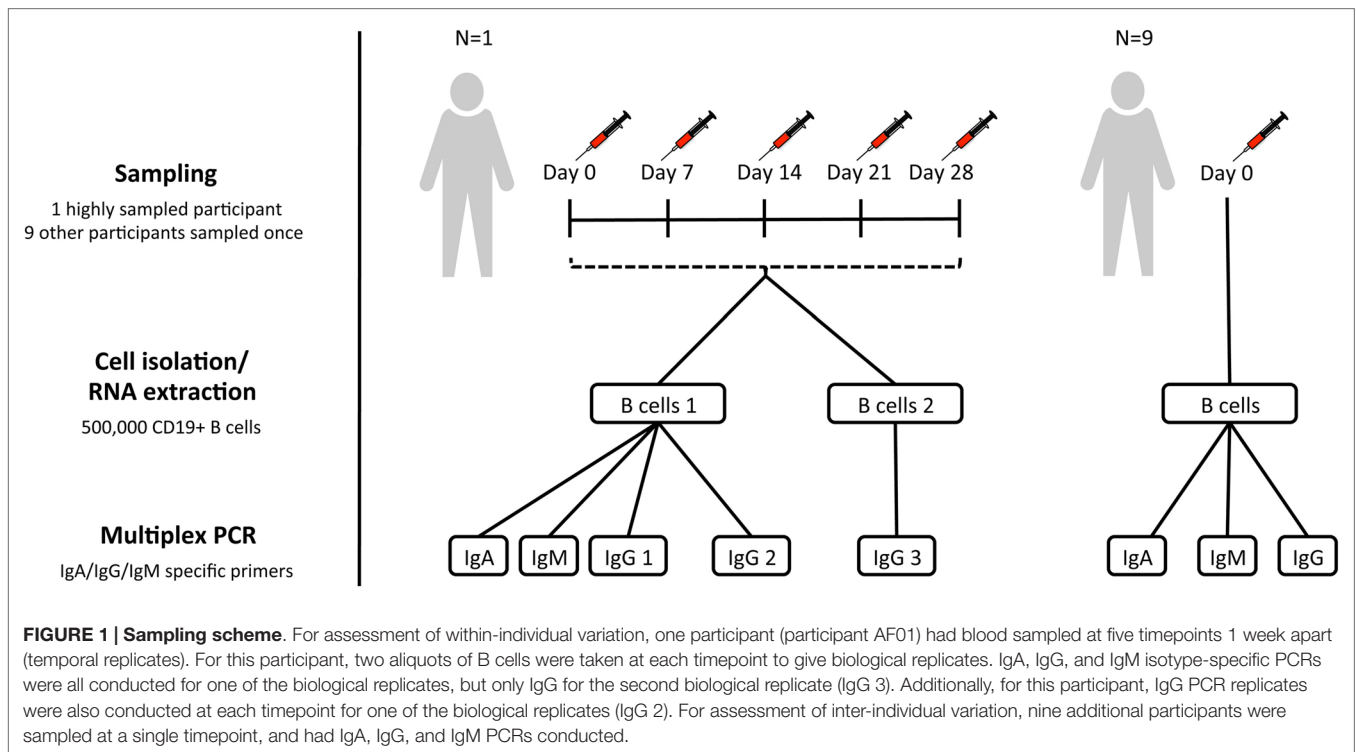 N=1
N=9
Sampling
1 highly sampled participant
9 other participants sampled once
Day 0
Day 7
Day 14
Day 21
Day 28
Day 0
Cell isolation/
RNA extraction
500,000 CD19+ B cells
B cells 1
B cells 2
B cells
Multiplex PCR
IgA/IgG/IgM specific primers
IgA
IgM
IgG 1
IgG 2
IgG 3
IgA
IgM
IgG
FIGURE 1 | Sampling scheme. For assessment of within-individual variation, one participant (participant AF01) had blood sampled at five timepoints 1 week apart
(temporal replicates). For this participant, two aliquots of B cells were taken at each timepoint to give biological replicates. IgA, IgG, and IgM isotype-specific PCRs
were all conducted for one of the biological replicates, but only IgG for the second biological replicate (IgG 3). Additionally, for this participant, IgG PCR replicates
were also conducted at each timepoint for one of the biological replicates (IgG 2). For assessment of inter-individual variation, nine additional participants were
sampled at a single timepoint, and had IgA, IgG, and IgM PCRs conducted.